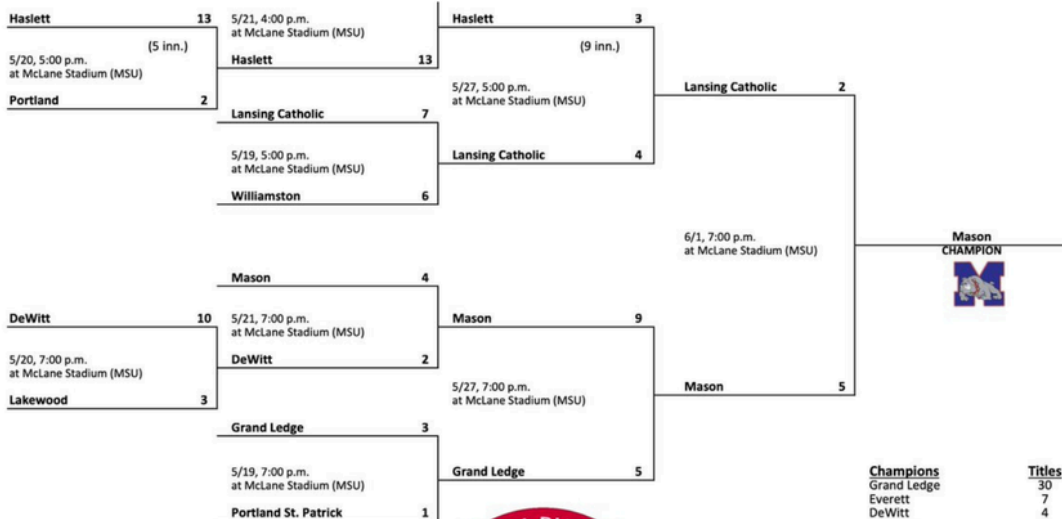 Haslett 13
(5 inn.)
5/20, 5:00 p.m.
at McLane Stadium (MSU)
Portland 2
5/21, 4:00 p.m.
at McLane Stadium (MSU)
Haslett 13
Lansing Catholic 7
5/19, 5:00 p.m.
at McLane Stadium (MSU)
Williamston 6
Haslett 3
(9 inn.)
5/27, 5:00 p.m.
at McLane Stadium (MSU)
Lansing Catholic 4
Lansing Catholic 2
6/1, 7:00 p.m.
at McLane Stadium (MSU)
Mason
CHAMPION
M
DeWitt 10
5/20, 7:00 p.m.
at McLane Stadium (MSU)
Lakewood 3
Mason 4
5/21, 7:00 p.m.
at McLane Stadium (MSU)
DeWitt 2
Grand Ledge 3
5/19, 7:00 p.m.
at McLane Stadium (MSU)
Portland St. Patrick 1
Mason 9
5/27, 7:00 p.m.
at McLane Stadium (MSU)
Grand Ledge 5
Mason 5
Champions Titles
Grand Ledge 30
Everett 7
DeWitt 4